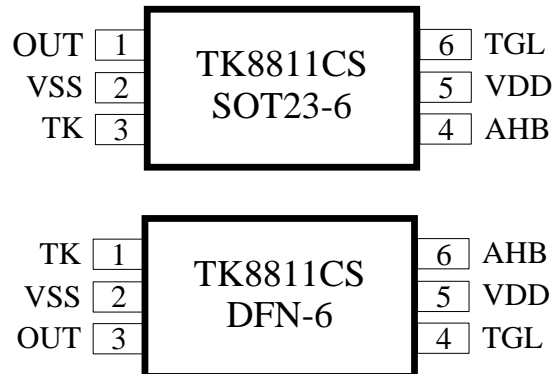 OUT 1 TK8811CS 6 TGL
VSS 2 SOT23-6 5 VDD
TK 3 4 AHB
TK 1 TK8811CS 6 AHB
VSS 2 DFN-6 5 VDD
OUT 3 4 TGL